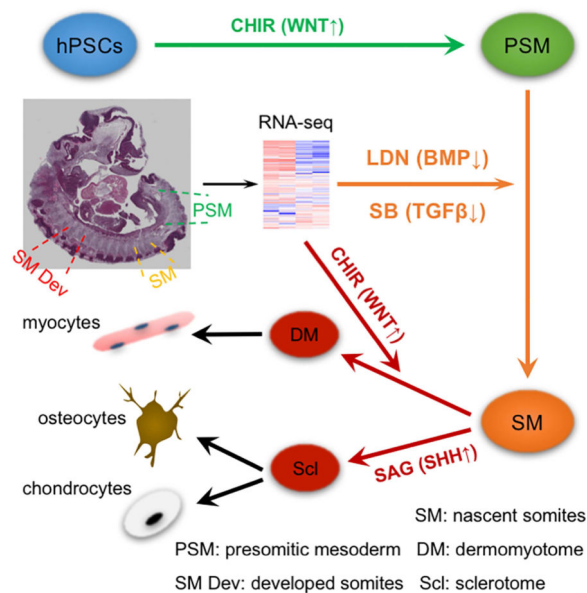 CHIR (WNT↑)
hPSCs
PSM
RNA-seq
LDN (BMP↓)
SB (TGFβ↓)
PSM
SM Dev
SM
CHIR (WNT↑)
myocytes
DM
osteocytes
SM
Scl
SAG (SHH↑)
chondrocytes
SM: nascent somites
PSM: presomitic mesoderm DM: dermomyotome
SM Dev: developed somites Scl: sclerotome